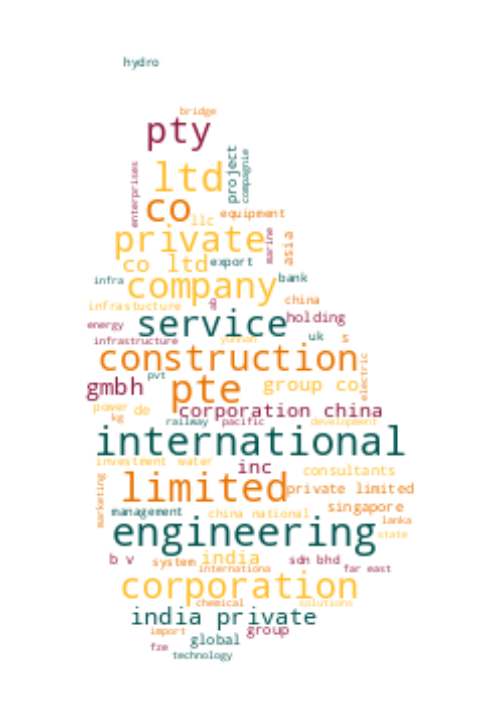 hydro
bridge
pty
project
compagnie
enterprises
ltd
co
llc
equipment
private
marine
asia
co ltd
export
infra
company
bank
infrastucture
china
service
holding
energy
infrastructure
yunnan
uk
s
construction
electric
pvt
gmbh
pte
group co
power
de
corporation china
kg
railway
pacific
development
international
investment
water
inc
consultants
marketing
limited
private limited
singapore
management
china national
lanka
engineering
state
b v
system
india
sdn bhd
internationa
far east
corporation
chemical
solutions
india private
import
global
group
fze
technology